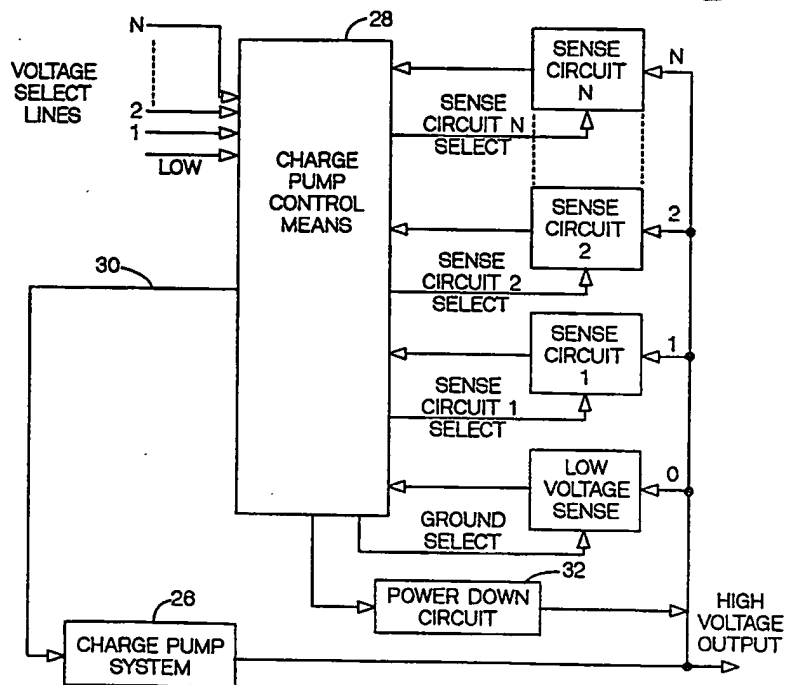 N
VOLTAGE
SELECT
LINES
2
1
LOW
28
CHARGE
PUMP
CONTROL
MEANS
SENSE
CIRCUIT
N
N
SENSE
CIRCUIT N
SELECT
SENSE
CIRCUIT
2
2
SENSE
CIRCUIT 2
SELECT
30
SENSE
CIRCUIT
1
1
SENSE
CIRCUIT 1
SELECT
LOW
VOLTAGE
SENSE
0
GROUND
SELECT
32
POWER DOWN
CIRCUIT
26
CHARGE PUMP
SYSTEM
HIGH
VOLTAGE
OUTPUT